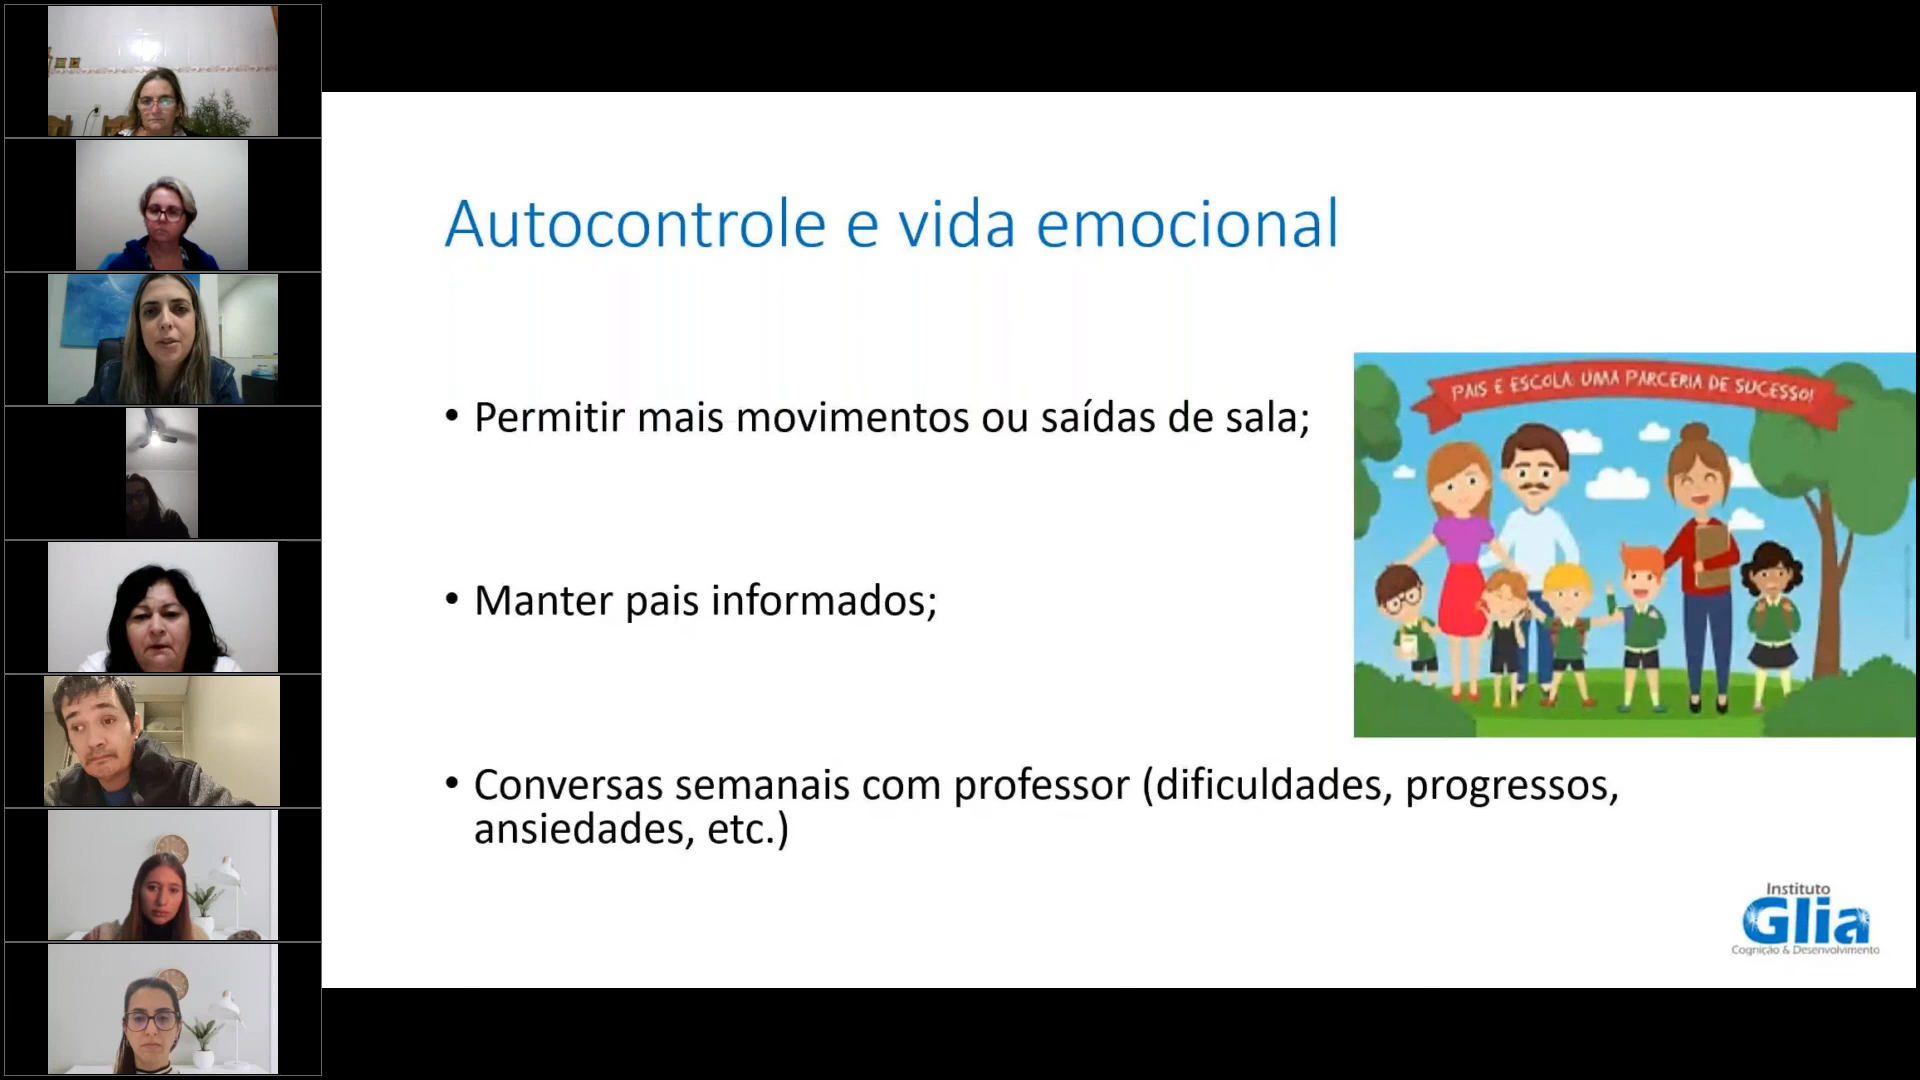 Autocontrole e vida emocional
• Permitir mais movimentos ou saídas de sala;
PAIS E ESCOLA: UMA PARCERIA DE SUCESSO!
• Manter pais informados;
• Conversas semanais com professor (dificuldades, progressos,
ansiedades, etc.)
Instituto
Glia
Cognição & Desenvolvimento